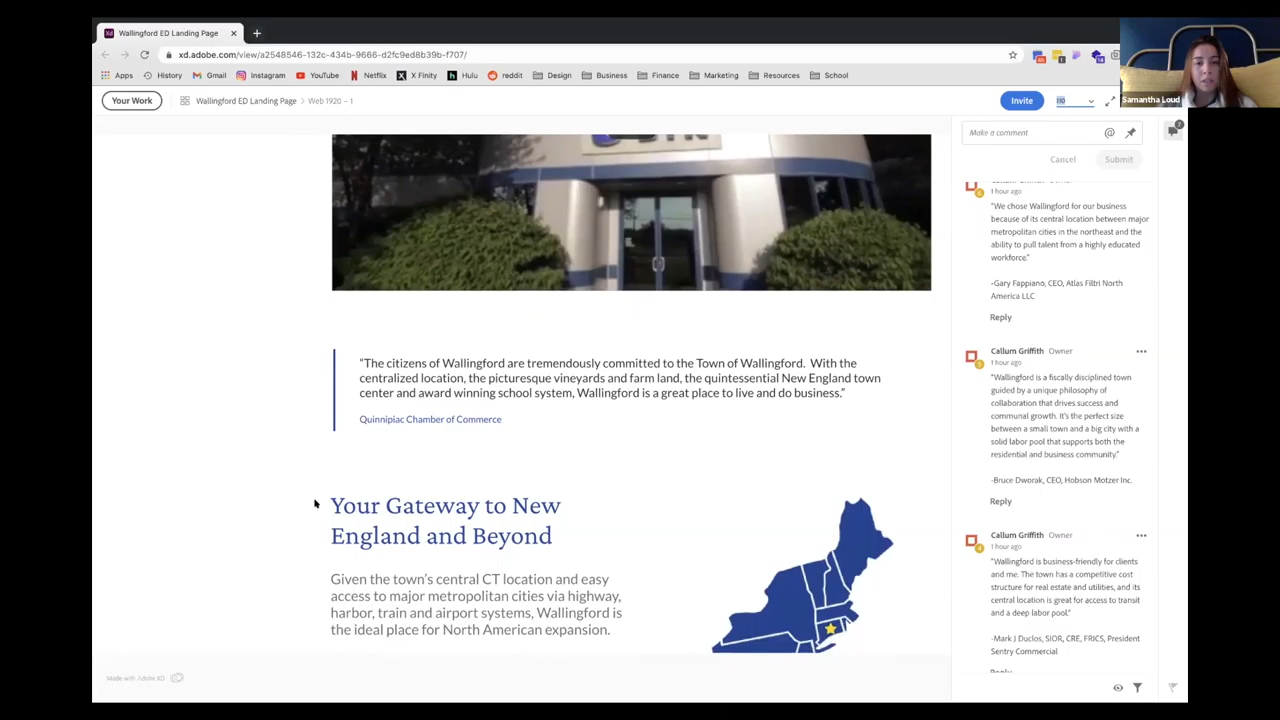 Wallingford ED Landing Page
xd.adobe.com/view/a2548546-132c-434b-9666-d2fc9ed8b39b-f707/
Apps History Gmail Instagram YouTube Netflix X Finity Hulu reddit Design Business Finance Marketing Resources School
Samantha Loud
Your Work
Wallingford ED Landing Page > Web 1920 – 1
Invite
110
Make a comment
@
7
Cancel
Submit
"The citizens of Wallingford are tremendously committed to the Town of Wallingford. With the
centralized location, the picturesque vineyards and farm land, the quintessential New England town
center and award winning school system, Wallingford is a great place to live and do business."
Quinnipiac Chamber of Commerce
Your Gateway to New
England and Beyond
Given the town's central CT location and easy
access to major metropolitan cities via highway,
harbor, train and airport systems, Wallingford is
the ideal place for North American expansion.
Made with Adobe XD
1 hour ago
"We chose Wallingford for our business
because of its central location between major
metropolitan cities in the northeast and the
ability to pull talent from a highly educated
workforce."
-Gary Fappiano, CEO, Atlas Filtri North
America LLC
Reply
Callum Griffith Owner
1 hour ago
"Wallingford is a fiscally disciplined town
guided by a unique philosophy of
collaboration that drives success and
communal growth. It's the perfect size
between a small town and a big city with a
solid labor pool that supports both the
residential and business community."
-Bruce Dworak, CEO, Hobson Motzer Inc.
Reply
Callum Griffith Owner
1 hour ago
"Wallingford is business-friendly for clients
and me. The town has a competitive cost
structure for real estate and utilities, and its
central location is great for access to transit
and a deep labor pool."
-Mark J Duclos, SIOR, CRE, FRICS, President
Sentry Commercial
Reply